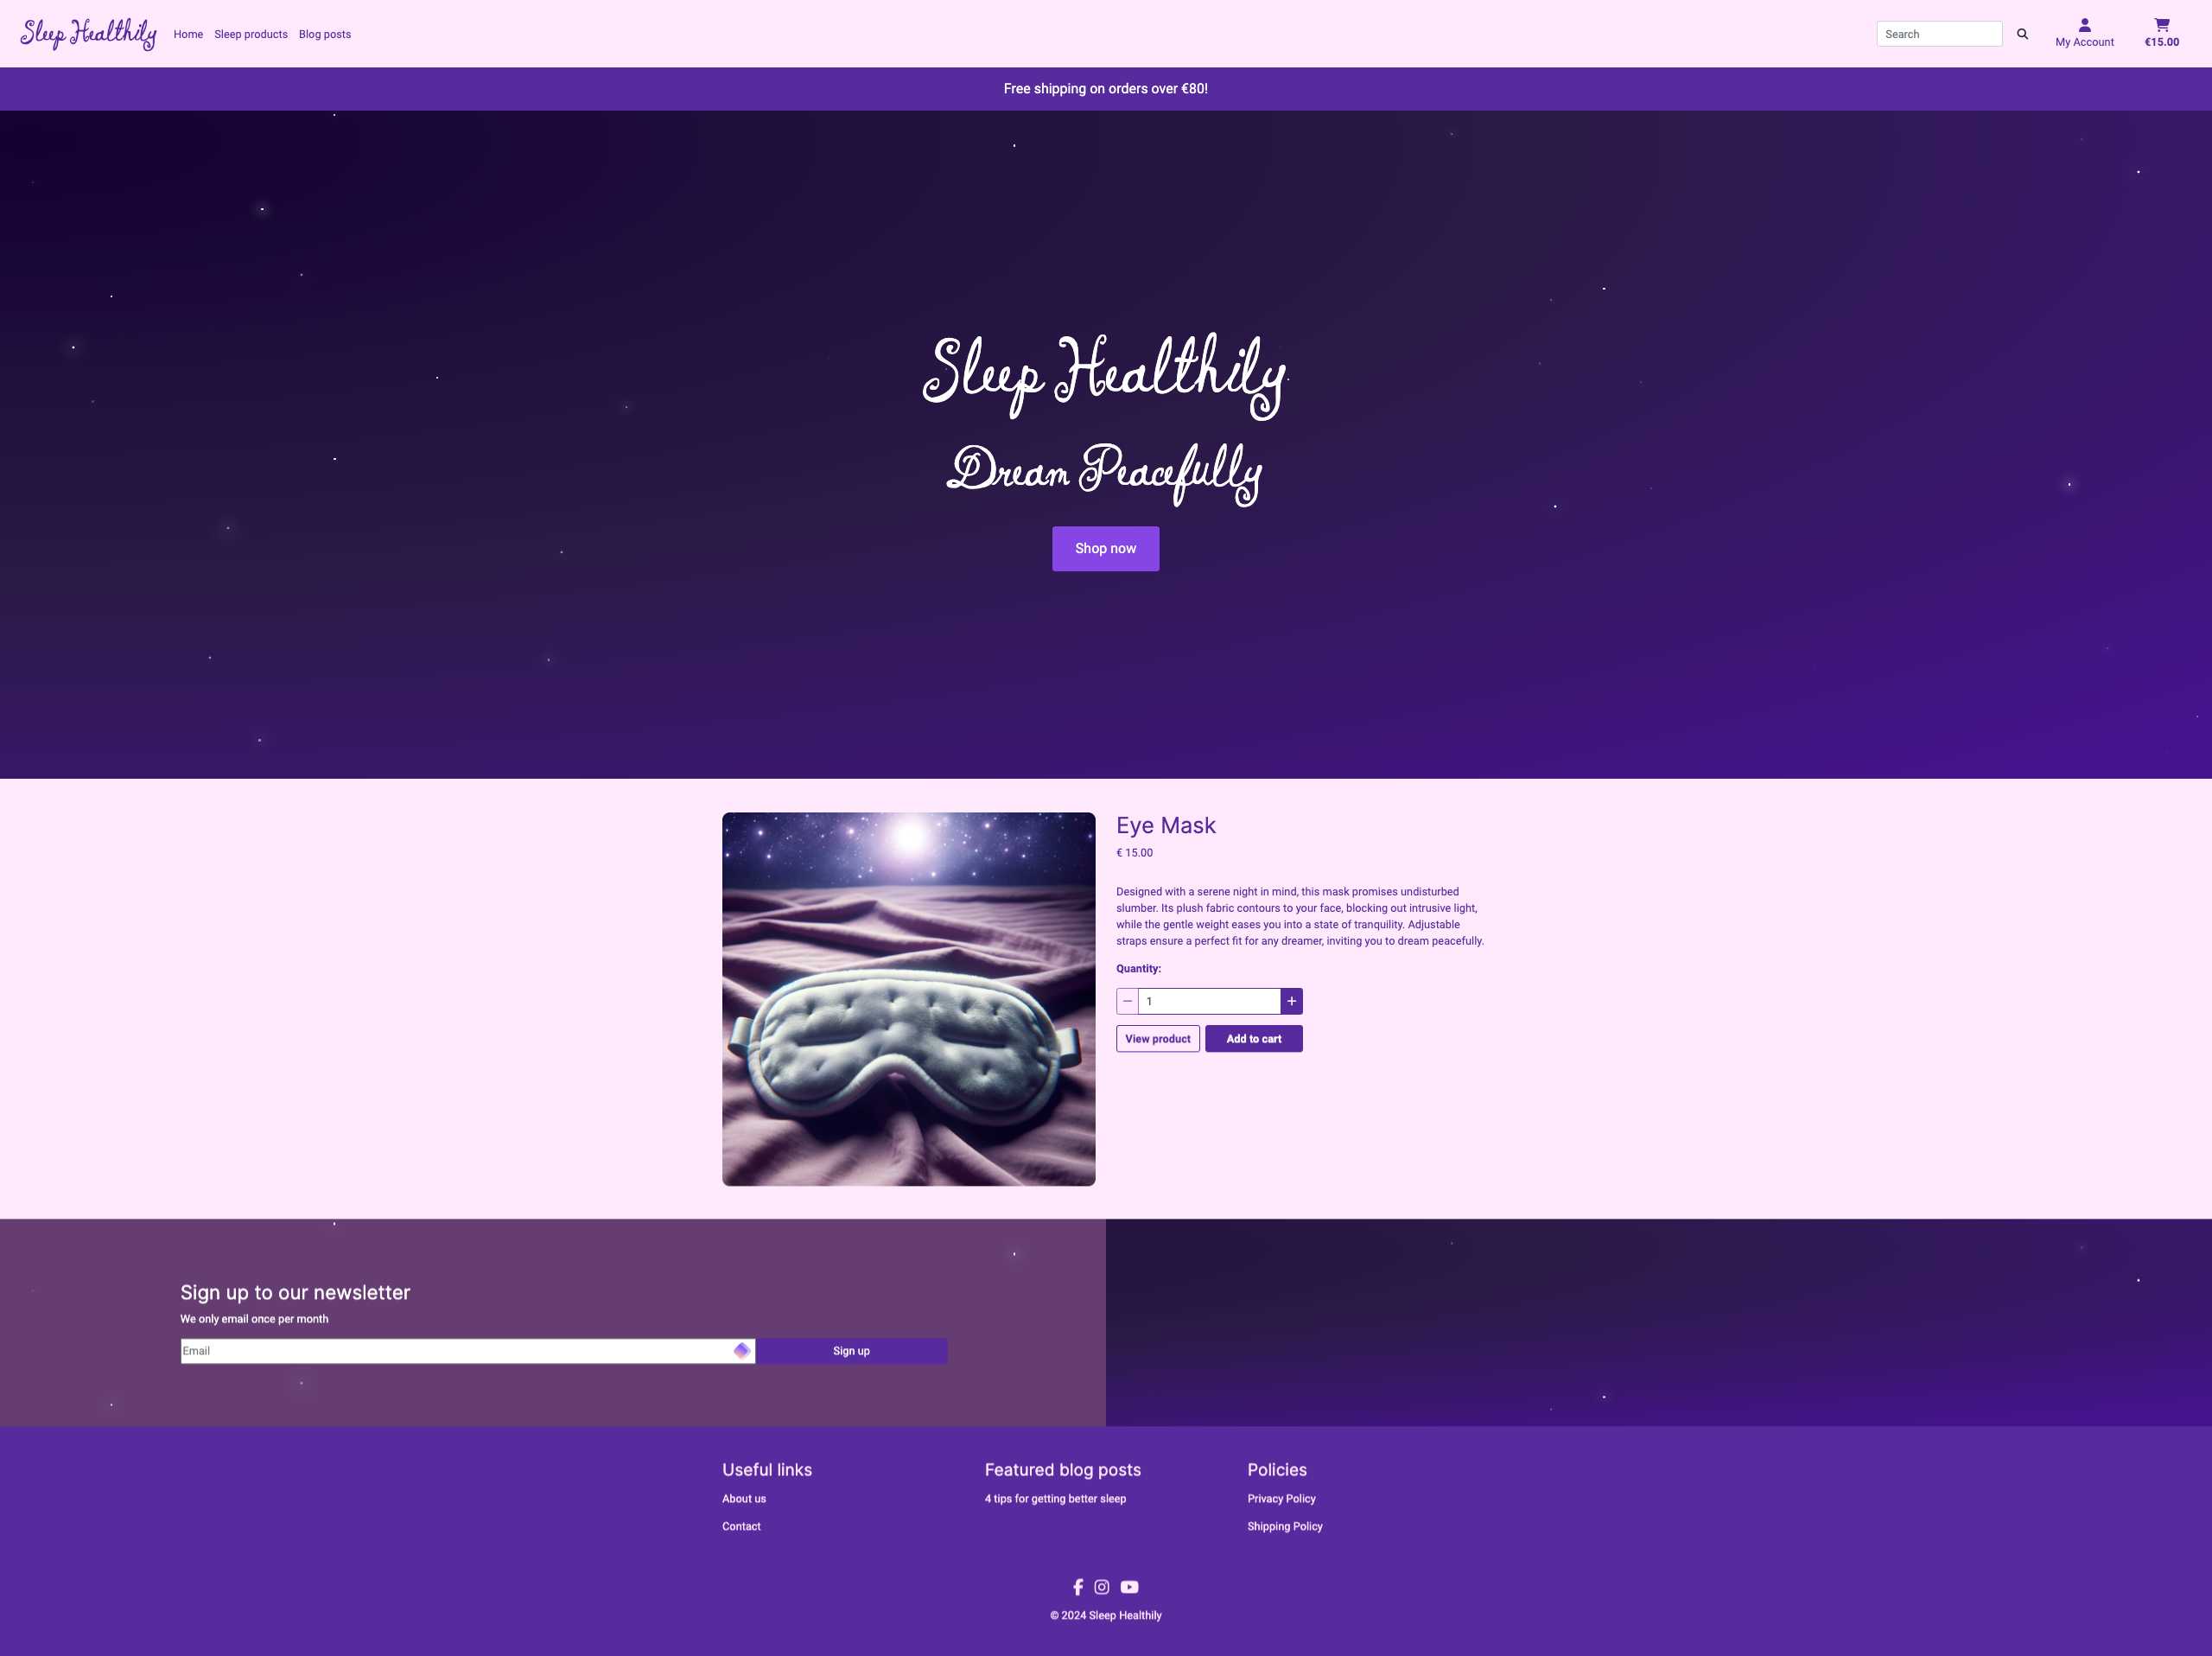 Sleep Healthily
Home Sleep products Blog posts
Search
My Account
€15.00
Free shipping on orders over €80!
Sleep Healthily
Dream Peacefully
Shop now
Eye Mask
€ 15.00
Designed with a serene night in mind, this mask promises undisturbed
slumber. Its plush fabric contours to your face, blocking out intrusive light,
while the gentle weight eases you into a state of tranquility. Adjustable
straps ensure a perfect fit for any dreamer, inviting you to dream peacefully.
Quantity:
1
View product Add to cart
Sign up to our newsletter
We only email once per month
Email
Sign up
Useful links
About us
Contact
Featured blog posts
4 tips for getting better sleep
Policies
Privacy Policy
Shipping Policy
© 2024 Sleep Healthily